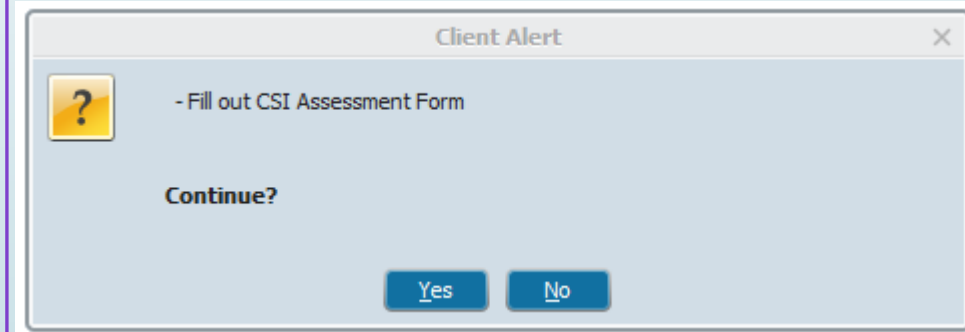 Client Alert
?
- Fill out CSI Assessment Form
Continue?
Yes No